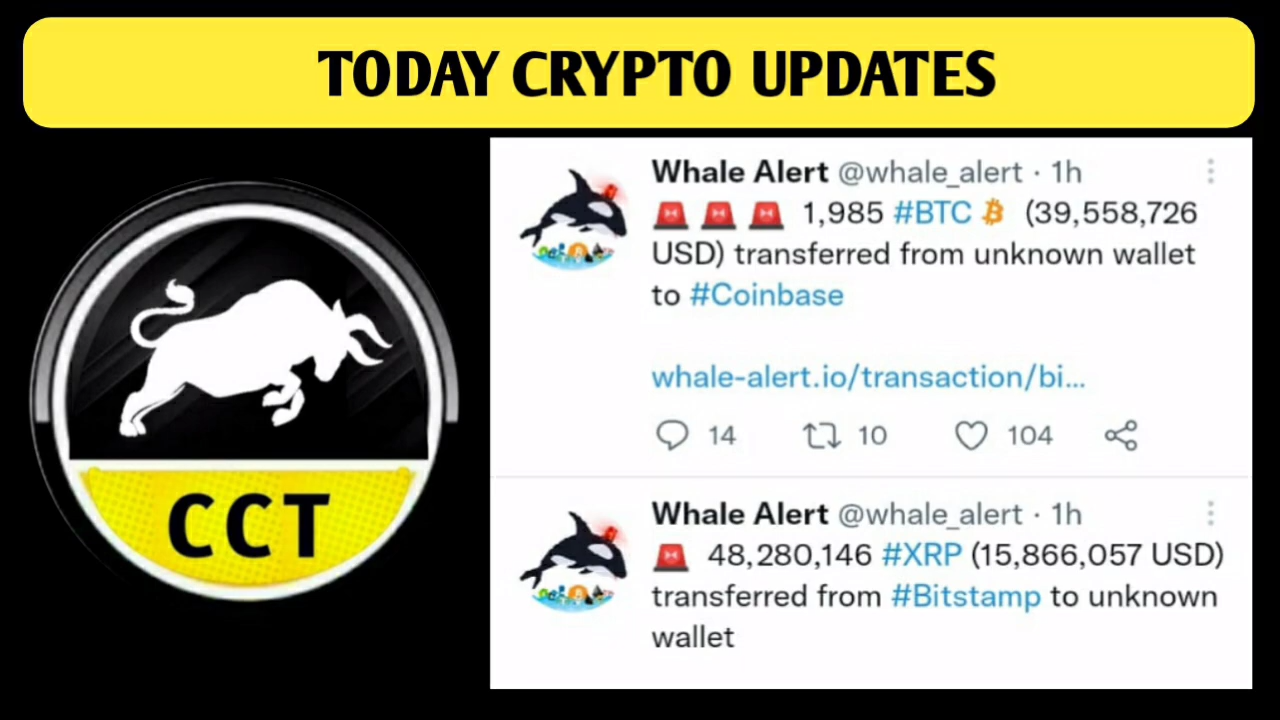 TODAY CRYPTO UPDATES
CCT
Whale Alert @whale_alert · 1h
🚨 🚨 🚨 1,985 #BTC ₿ (39,558,726
USD) transferred from unknown wallet
to #Coinbase
whale-alert.io/transaction/bi...
14 10 104
Whale Alert @whale_alert · 1h
🚨 48,280,146 #XRP (15,866,057 USD)
transferred from #Bitstamp to unknown
wallet